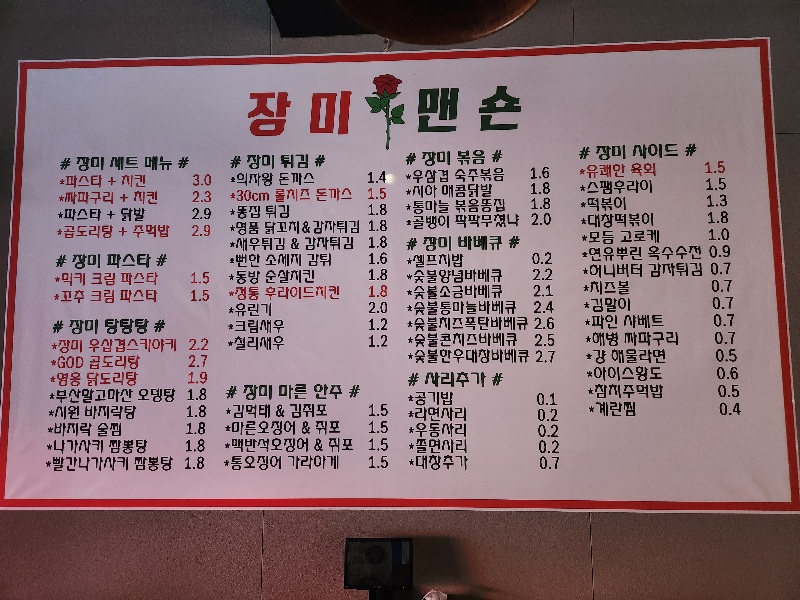 장미 맨숀
# 장미 세트 메뉴 #
*파스타 + 치킨 3.0
*짜파구리 + 치킨 2.3
*파스타 + 닭발 2.9
*곱도리탕 + 주먹밥 2.9
# 장미 파스타 #
*믹키 크림 파스타 1.5
*꼬추 크림 파스타 1.5
# 장미 탕탕탕 #
*장미 우삼겹스키야키 2.2
*GOD 곱도리탕 2.7
*영웅 닭도리탕 1.9
*부산말고마산 오뎅탕 1.8
*시원 바지락탕 1.8
*바지락 술찜 1.8
*나가사키 짬뽕탕 1.8
*빨간나가사키 짬뽕탕 1.8
# 장미 튀김 #
*의자왕 돈까스 1.4
*30cm 롤치즈 돈까스 1.5
*똥집 튀김 1.8
*명품 닭꼬치&감자튀김 1.8
*새우튀김 & 감자튀김 1.8
*뻔한 소세지 감튀 1.6
*동방 순살치킨 1.8
*정통 후라이드치킨 1.8
*유린기 2.0
*크림새우 1.2
*칠리새우 1.2
# 장미 마른 안주 #
*김먹태 & 김쥐포 1.5
*마른오징어 & 쥐포 1.5
*맥반석오징어 & 쥐포 1.5
*통오징어 가라아게 1.5
# 장미 볶음 #
*우삼겹 숙주볶음 1.6
*시아 매콤닭발 1.8
*통마늘 볶음똥집 1.8
*골뱅이 팍팍무쳤냐 2.0
# 장미 바베큐 #
*셀프치밥 0.2
*숯불양념바베큐 2.2
*숯불소금바베큐 2.1
*숯불통마늘바베큐 2.4
*숯불치즈폭탄바베큐 2.6
*숯불콘치즈바베큐 2.5
*숯불한우대창바베큐 2.7
# 사리추가 #
*공기밥 0.1
*라면사리 0.2
*우동사리 0.2
*쫄면사리 0.2
*대창추가 0.7
# 장미 사이드 #
*유쾌한 육회 1.5
*스팸후라이 1.5
*떡볶이 1.3
*대창떡볶이 1.8
*모듬 고로케 1.0
*연유뿌린 옥수수전 0.9
*허니버터 감자튀김 0.7
*치즈볼 0.7
*김말이 0.7
*파인 샤베트 0.7
*해병 짜파구리 0.7
*걍 해물라면 0.5
*아이스황도 0.6
*참치주먹밥 0.5
*계란찜 0.4